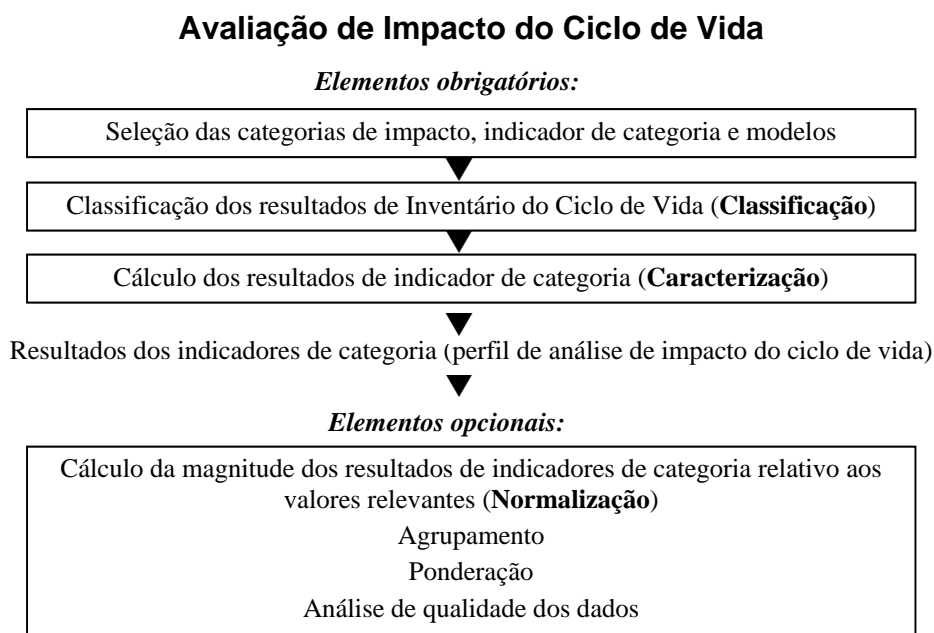 Avaliação de Impacto do Ciclo de Vida
Elementos obrigatórios:
Seleção das categorias de impacto, indicador de categoria e modelos
Classificação dos resultados de Inventário do Ciclo de Vida (Classificação)
Cálculo dos resultados de indicador de categoria (Caracterização)
Resultados dos indicadores de categoria (perfil de análise de impacto do ciclo de vida)
Elementos opcionais:
Cálculo da magnitude dos resultados de indicadores de categoria relativo aos
valores relevantes (Normalização)
Agrupamento
Ponderação
Análise de qualidade dos dados